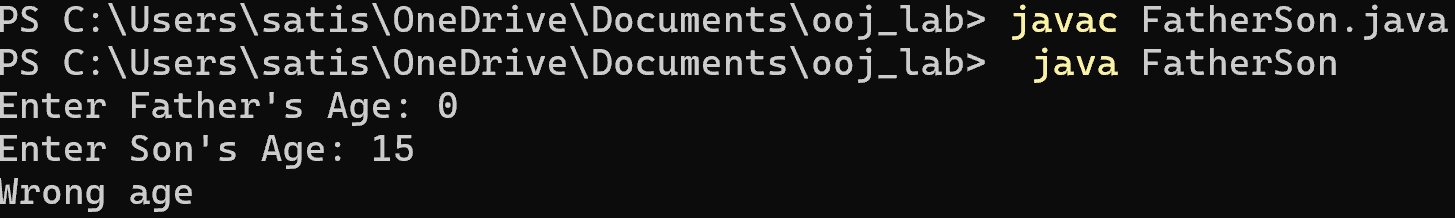 PS C:\Users\satis\OneDrive\Documents\ooj_lab> javac FatherSon.java
PS C:\Users\satis\OneDrive\Documents\ooj_lab>  java FatherSon
Enter Father's Age: 0
Enter Son's Age: 15
Wrong age